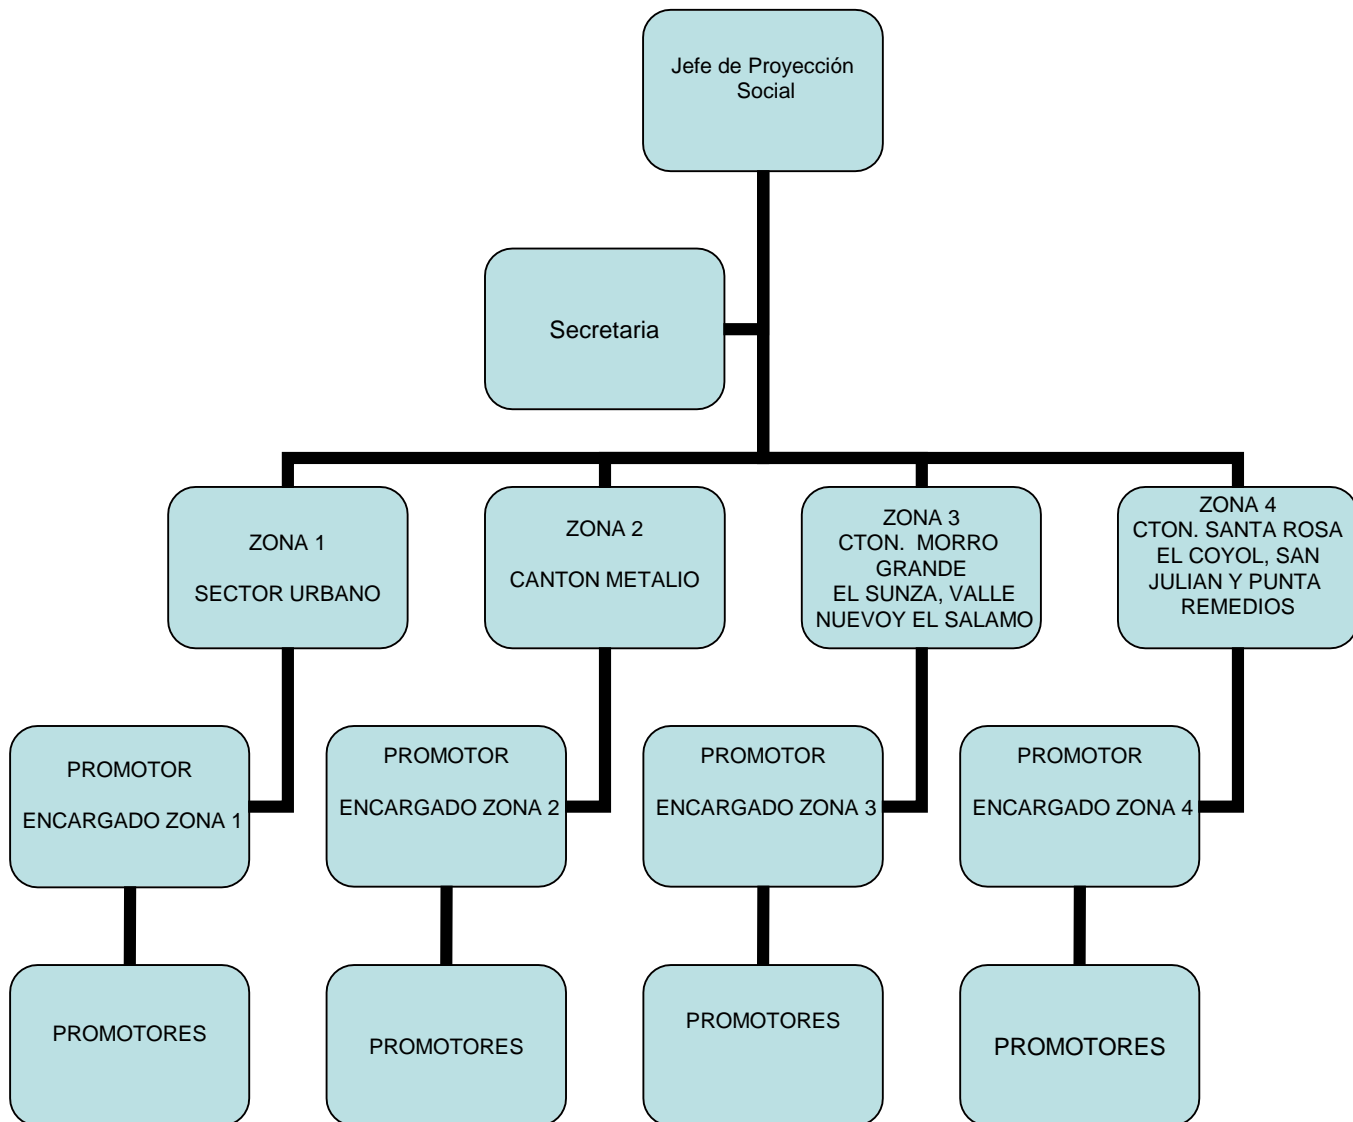 Jefe de Proyección
Social
Secretaria
ZONA 1
SECTOR URBANO
ZONA 2
CANTON METALIO
ZONA 3
CTON. MORRO
GRANDE
EL SUNZA, VALLE
NUEVOY EL SALAMO
ZONA 4
CTON. SANTA ROSA
EL COYOL, SAN
JULIAN Y PUNTA
REMEDIOS
PROMOTOR
ENCARGADO ZONA 1
PROMOTOR
ENCARGADO ZONA 2
PROMOTOR
ENCARGADO ZONA 3
PROMOTOR
ENCARGADO ZONA 4
PROMOTORES
PROMOTORES
PROMOTORES
PROMOTORES